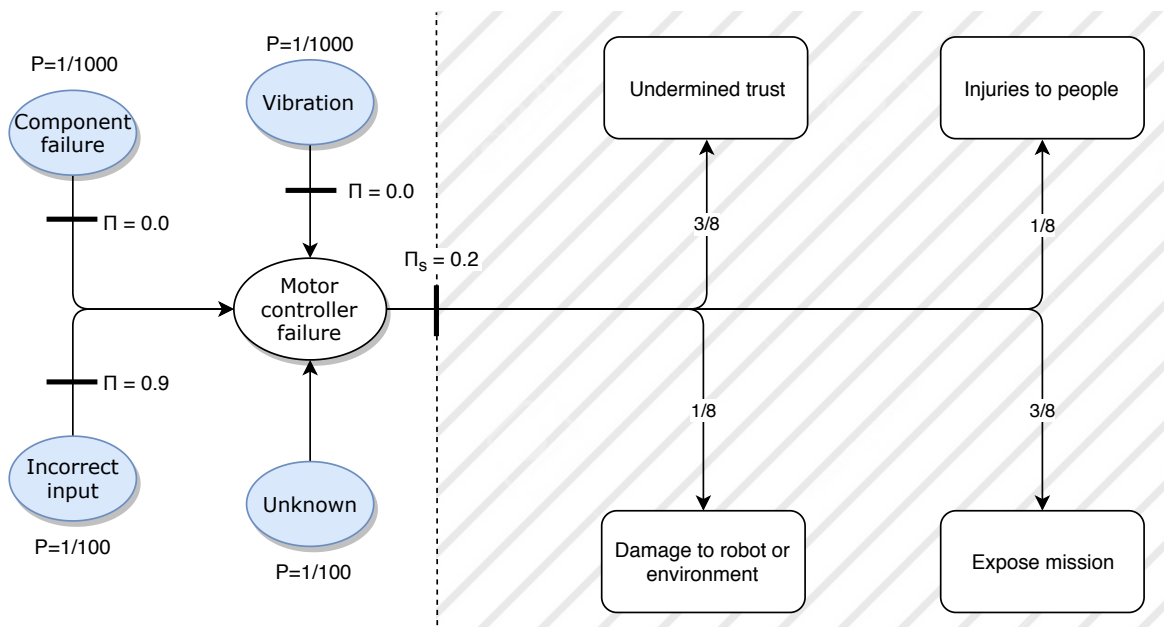 P=1/1000
Component
failure
Π = 0.0
Π = 0.9
Incorrect
input
P=1/100
P=1/1000
Vibration
Π = 0.0
Motor
controller
failure
Unknown
P=1/100
Πs = 0.2
Undermined trust
3/8
1/8
Damage to robot or
environment
Injuries to people
1/8
3/8
Expose mission